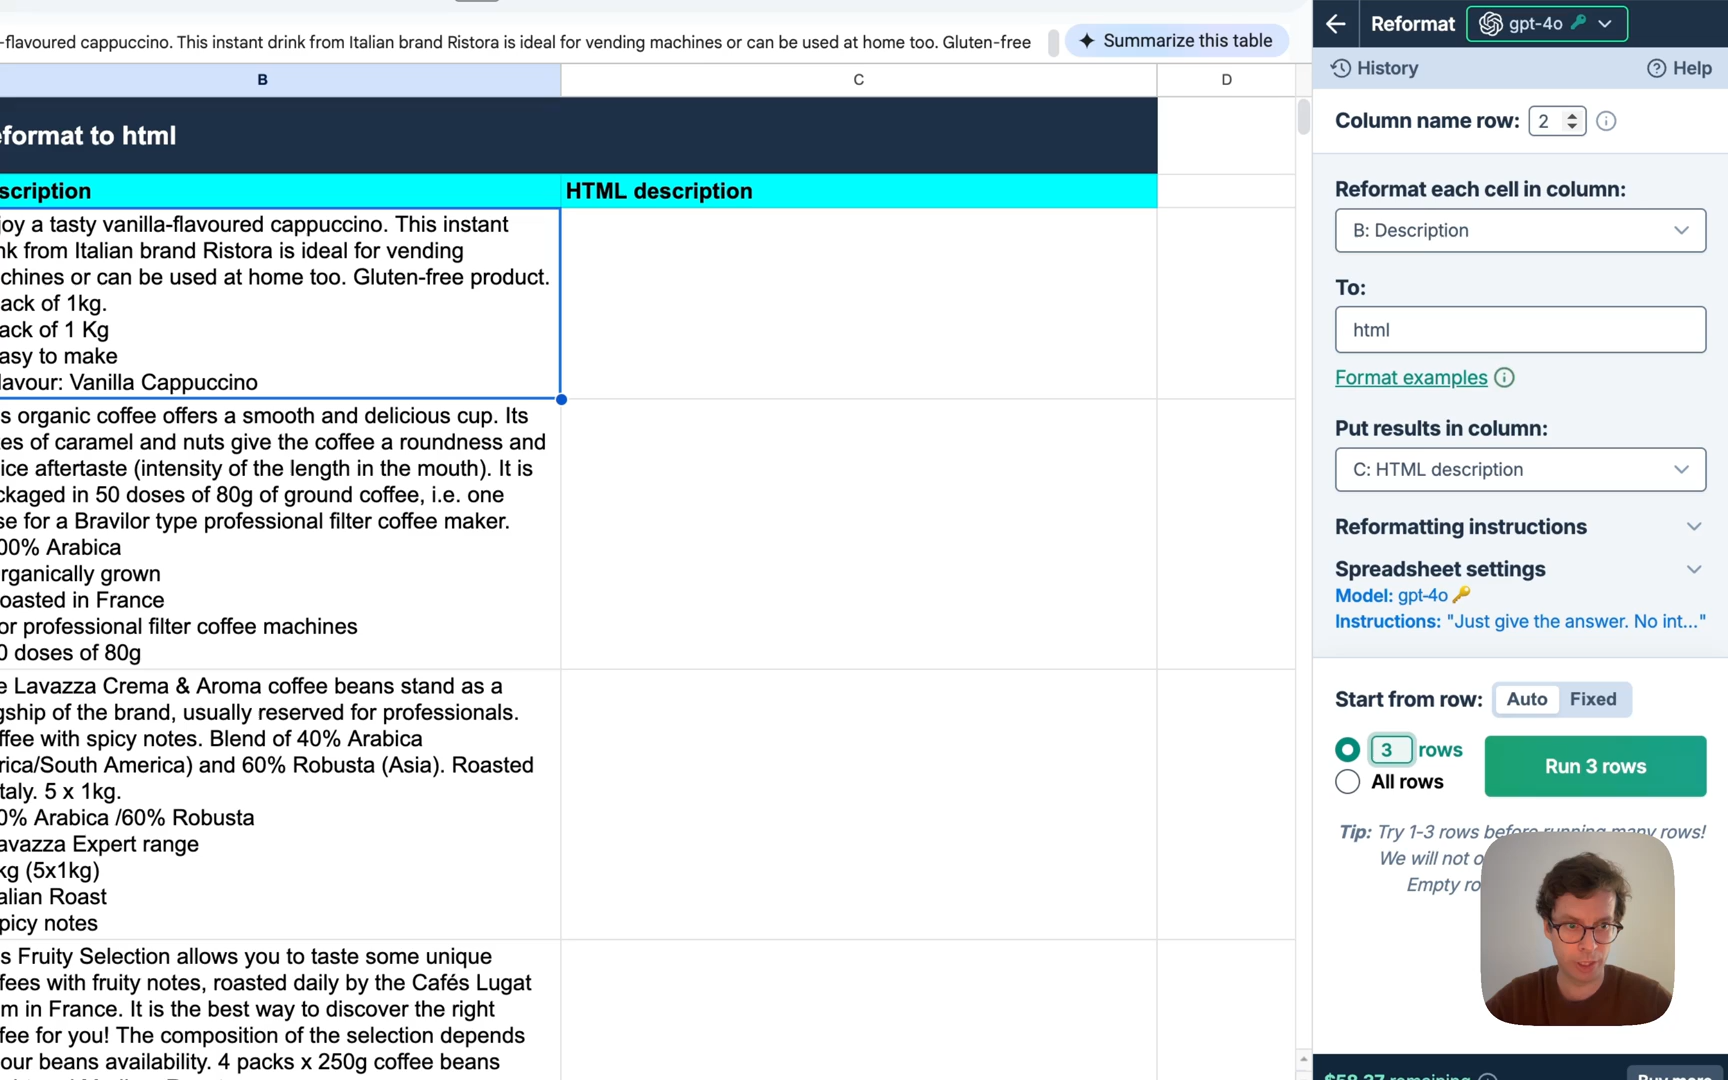 -flavoured cappuccino. This instant drink from Italian brand Ristora is ideal for vending machines or can be used at home too. Gluten-free
Summarize this table
B
C
D
eformat to html
scription
HTML description
joy a tasty vanilla-flavoured cappuccino. This instant
nk from Italian brand Ristora is ideal for vending
chines or can be used at home too. Gluten-free product.
ack of 1kg.
ack of 1 Kg
asy to make
lavour: Vanilla Cappuccino
s organic coffee offers a smooth and delicious cup. Its
es of caramel and nuts give the coffee a roundness and
ice aftertaste (intensity of the length in the mouth). It is
ckaged in 50 doses of 80g of ground coffee, i.e. one
se for a Bravilor type professional filter coffee maker.
00% Arabica
rganically grown
oasted in France
or professional filter coffee machines
0 doses of 80g
e Lavazza Crema & Aroma coffee beans stand as a
gship of the brand, usually reserved for professionals.
ffee with spicy notes. Blend of 40% Arabica
rica/South America) and 60% Robusta (Asia). Roasted
taly. 5 x 1kg.
0% Arabica /60% Robusta
avazza Expert range
kg (5x1kg)
alian Roast
picy notes
s Fruity Selection allows you to taste some unique
fees with fruity notes, roasted daily by the Cafés Lugat
m in France. It is the best way to discover the right
fee for you! The composition of the selection depends
our beans availability. 4 packs x 250g coffee beans
Reformat
gpt-4o
History
Help
Column name row:
2
Reformat each cell in column:
B: Description
To:
html
Format examples
Put results in column:
C: HTML description
Reformatting instructions
Spreadsheet settings
Model: gpt-4o
Instructions: "Just give the answer. No int..."
Start from row:
Auto
Fixed
3
rows
All rows
Run 3 rows
Tip: Try 1-3 rows before running many rows!
We will not o
Empty ro
$58.37 remaining
Buy more